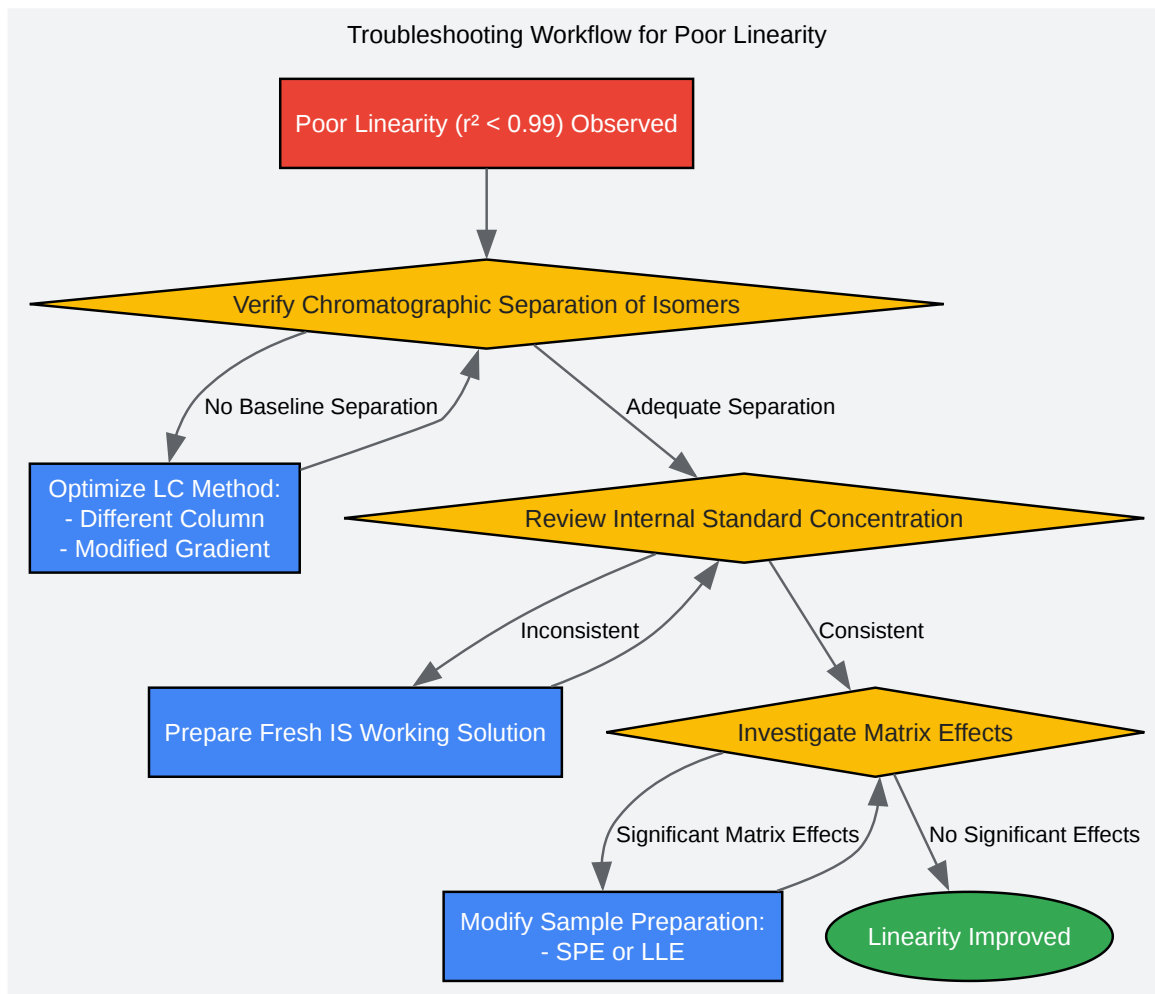 Troubleshooting Workflow for Poor Linearity
Poor Linearity (r² < 0.99) Observed
Verify Chromatographic Separation of Isomers
No Baseline Separation
Adequate Separation
Optimize LC Method:
- Different Column
- Modified Gradient
Review Internal Standard Concentration
Inconsistent
Consistent
Prepare Fresh IS Working Solution
Investigate Matrix Effects
Significant Matrix Effects
No Significant Effects
Modify Sample Preparation:
- SPE or LLE
Linearity Improved